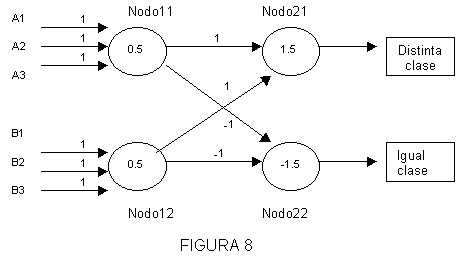 Nodo11
Nodo21
A1
1
A2
1
0.5
1
1.5
Distinta
clase
1
A3
1
-1
B1
1
B2
1
0.5
-1
-1.5
Igual
clase
B3
1
Nodo12
Nodo22
FIGURA 8